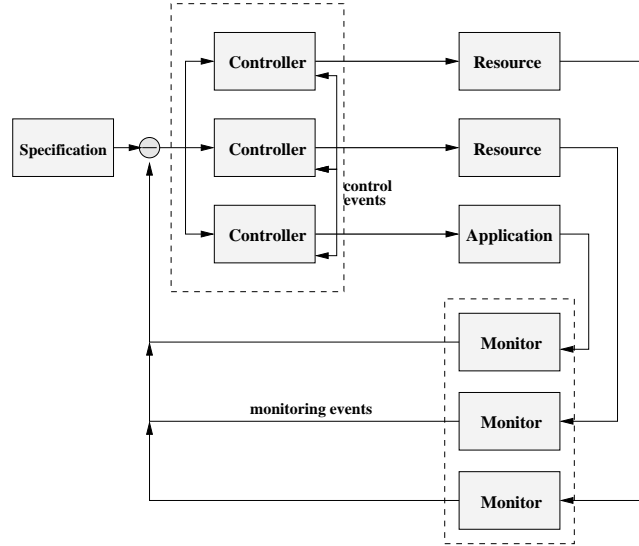 Controller
Resource
Specification
Controller
Resource
control
events
Controller
Application
Monitor
monitoring events
Monitor
Monitor